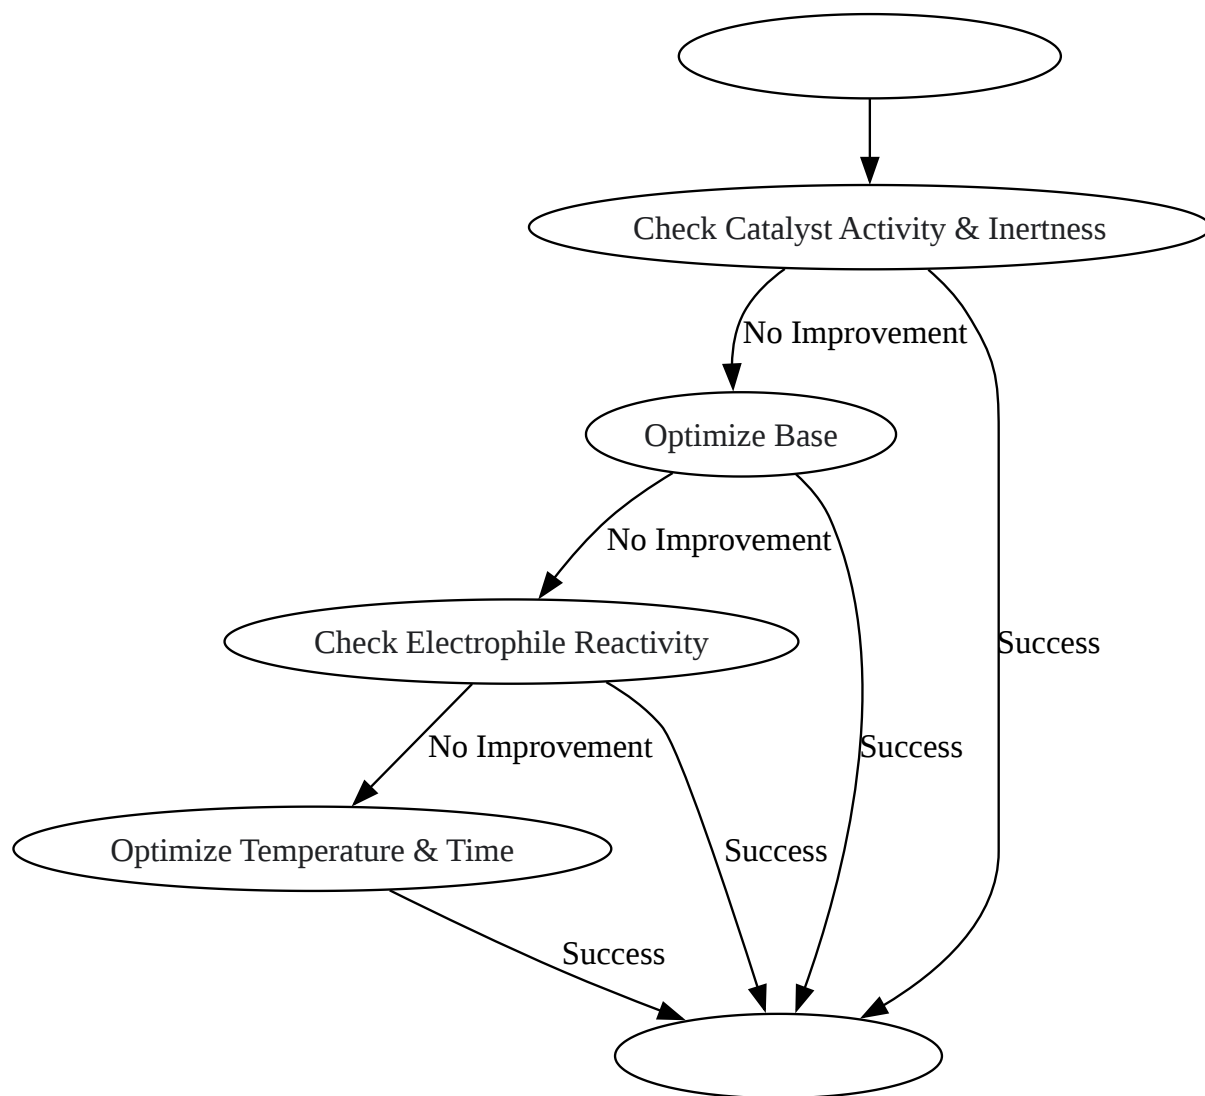 Check Catalyst Activity & Inertness
No Improvement
Optimize Base
No Improvement
Check Electrophile Reactivity
Success
No Improvement
Success
Optimize Temperature & Time
Success
Success